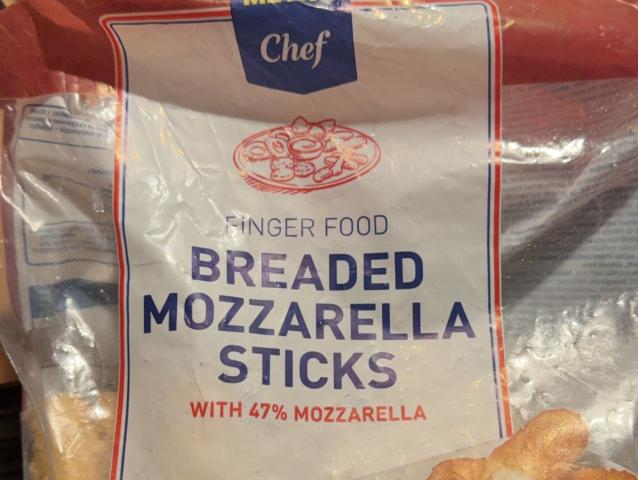 Chef
FINGER FOOD
BREADED
MOZZARELLA
STICKS
WITH 47% MOZZARELLA